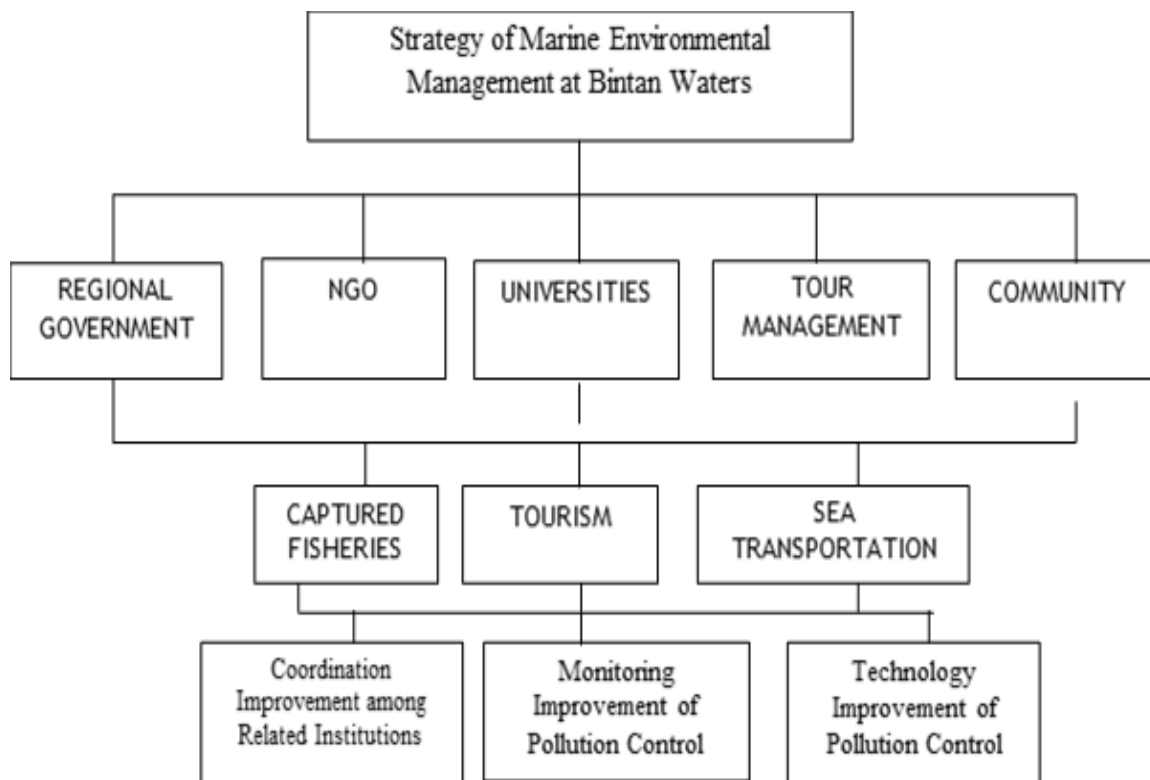 Strategy of Marine Environmental
Management at Bintan Waters
REGIONAL
GOVERNMENT
NGO
UNIVERSITIES
TOUR
MANAGEMENT
COMMUNITY
CAPTURED
FISHERIES
TOURISM
SEA
TRANSPORTATION
Coordination
Improvement among
Related Institutions
Monitoring
Improvement of
Pollution Control
Technology
Improvement of
Pollution Control